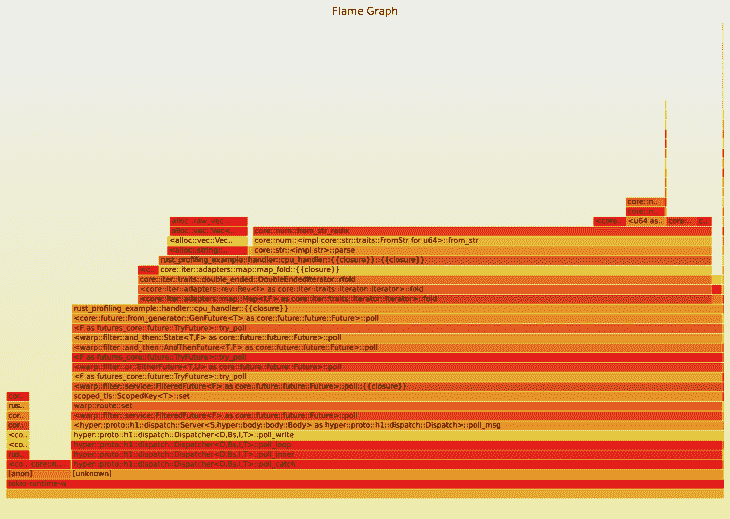 Flame Graph
core::n..
core::n..
<core.. <u64 as.. core..
alloc::raw_vec..
alloc::vec::Vec<.. core::num::from_str_radix
<alloc::vec::Vec.. core::num::<impl core::str::traits::FromStr for u64>::from_str
<alloc::string.. core::str::<impl str>::parse
rust_profiling_example::handler::cpu_handler::{{closure}}::{{closure}}
<c.. core::iter::adapters::map::map_fold::{{closure}}
core::iter::traits::double_ended::DoubleEndedIterator::rfold
<core::iter::adapters::rev::Rev<I> as core::iter::traits::iterator::Iterator>::fold
<core::iter::adapters::map::Map<I,F> as core::iter::traits::iterator::Iterator>::fold
rust_profiling_example::handler::cpu_handler::{{closure}}
<core::future::from_generator::GenFuture<T> as core::future::future::Future>::poll
<F as futures_core::future::TryFuture>::try_poll
<warp::filter::and_then::State<T,F> as core::future::future::Future>::poll
<warp::filter::and_then::AndThenFuture<T,F> as core::future::future::Future>::poll
<F as futures_core::future::TryFuture>::try_poll
<warp::filter::or::EitherFuture<T,U> as core::future::future::Future>::poll
<F as futures_core::future::TryFuture>::try_poll
<warp::filter::service::FilteredFuture<F> as core::future::future::Future>::poll::{{closure}}
cor.. scoped_tls::ScopedKey<T>::set
rus.. warp::route::set
cor.. <warp::filter::service::FilteredFuture<F> as core::future::future::Future>::poll
cor.. <hyper::proto::h1::dispatch::Server<S,hyper::body::body::Body> as hyper::proto::h1::dispatch::Dispatch>::poll_msg
<co.. hyper::proto::h1::dispatch::Dispatcher<D,Bs,I,T>::poll_write
<co.. hyper::proto::h1::dispatch::Dispatcher<D,Bs,I,T>::poll_loop
rus.. hyper::proto::h1::dispatch::Dispatcher<D,Bs,I,T>::poll_inner
<co.. core::.. hyper::proto::h1::dispatch::Dispatcher<D,Bs,I,T>::poll_catch
[anon] [unknown]
tokio-runtime-w